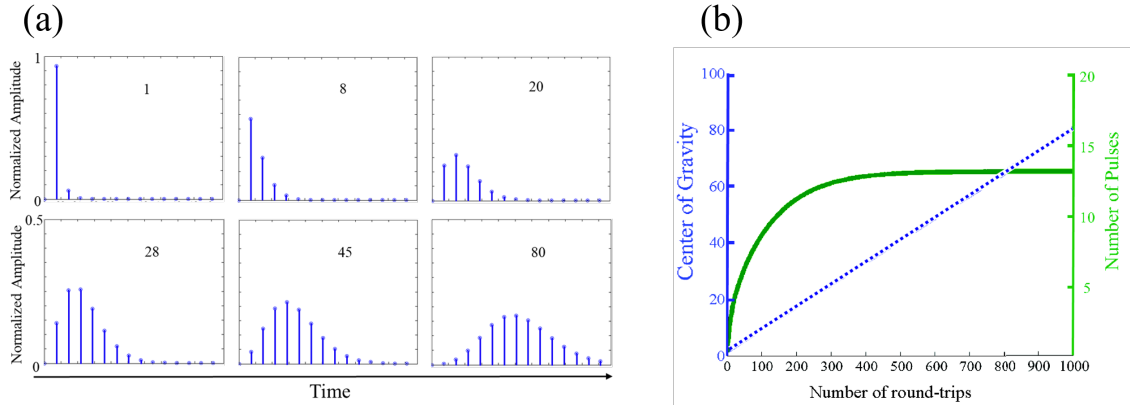 (a)
(b)
Normalized Amplitude
1
0
1
8
20
Normalized Amplitude
0.5
0
28
45
80
Time
Center of Gravity
100
80
60
40
20
0
20
15
10
5
Number of Pulses
0 100 200 300 400 500 600 700 800 900 1000
Number of round-trips